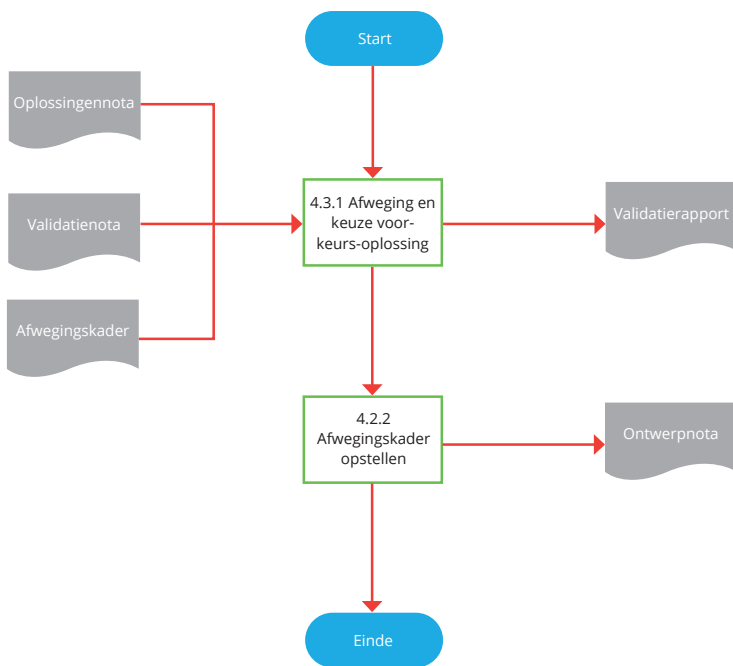 Start
Oplossingennota
Validatienota
Afwegingskader
4.3.1 Afweging en
keuze voor-
keurs-oplossing
Validatierapport
4.2.2
Afwegingskader
opstellen
Ontwerpnota
Einde